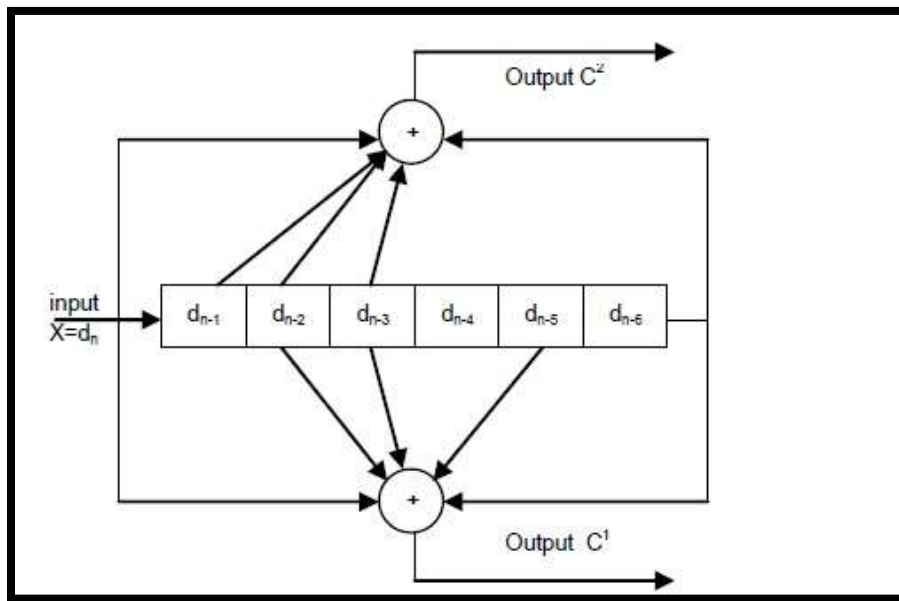 Output C²
+
input
X=dₙ
dₙ₋₁ dₙ₋₂ dₙ₋₃ dₙ₋₄ dₙ₋₅ dₙ₋₆
+
Output C¹